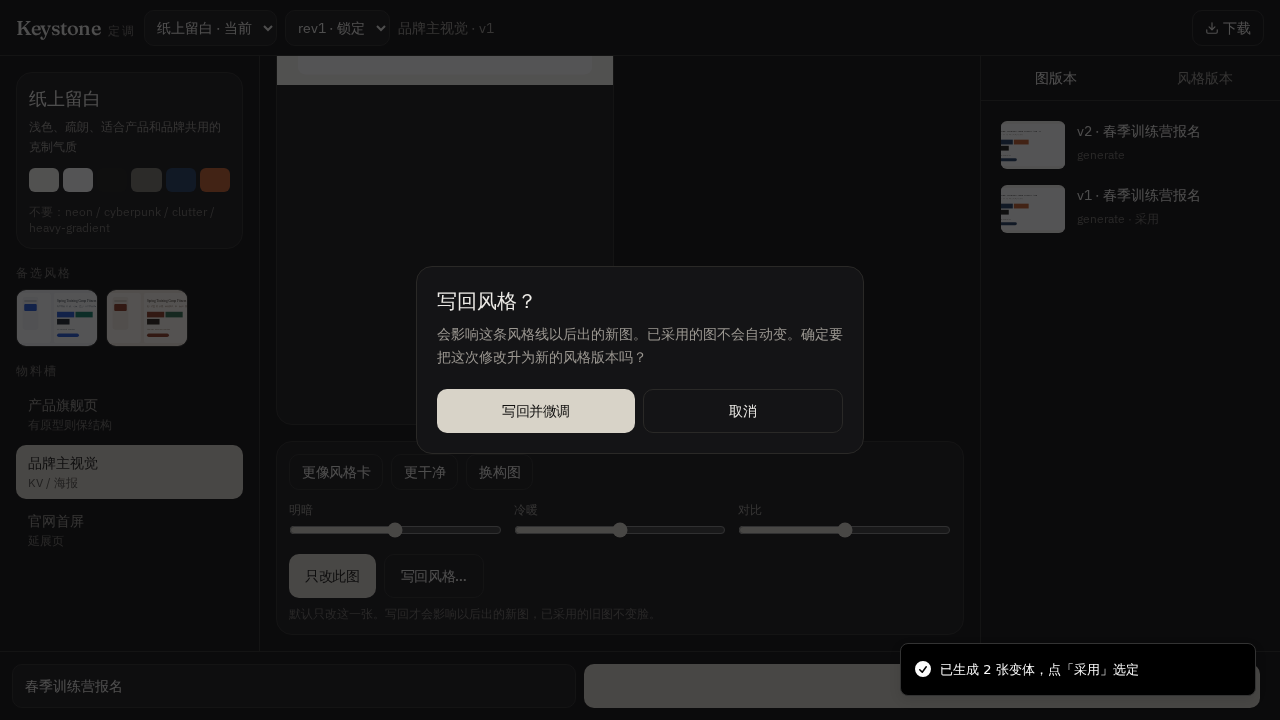 Keystone 定调
纸上留白 · 当前
rev1 · 锁定
品牌主视觉 · v1
下载
纸上留白
浅色、疏朗、适合产品和品牌共用的
克制气质
不要：neon / cyberpunk / clutter /
heavy-gradient
备选风格
物料槽
产品旗舰页
有原型则保结构
品牌主视觉
KV / 海报
官网首屏
延展页
写回风格？
会影响这条风格线以后出的新图。已采用的图不会自动变。确定要
把这次修改升为新的风格版本吗？
写回并微调
取消
更像风格卡
更干净
换构图
明暗
冷暖
对比
只改此图
写回风格...
默认只改这一张。写回才会影响以后出的新图，已采用的旧图不变脸。
图版本
风格版本
v2 · 春季训练营报名
generate
v1 · 春季训练营报名
generate · 采用
春季训练营报名
已生成 2 张变体，点「采用」选定